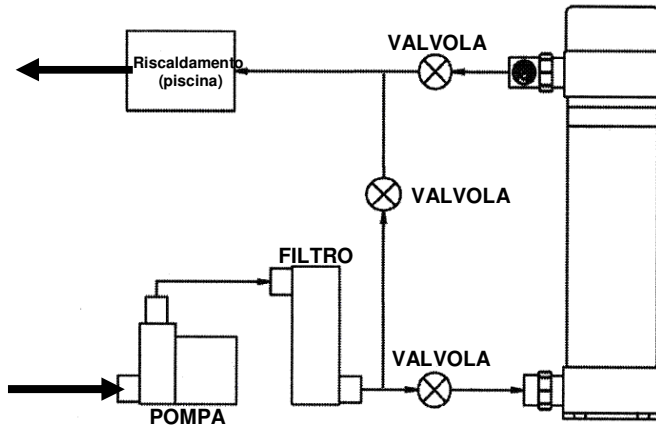 VALVOLA
Riscaldamento
(piscina)
VALVOLA
FILTRO
VALVOLA
POMPA